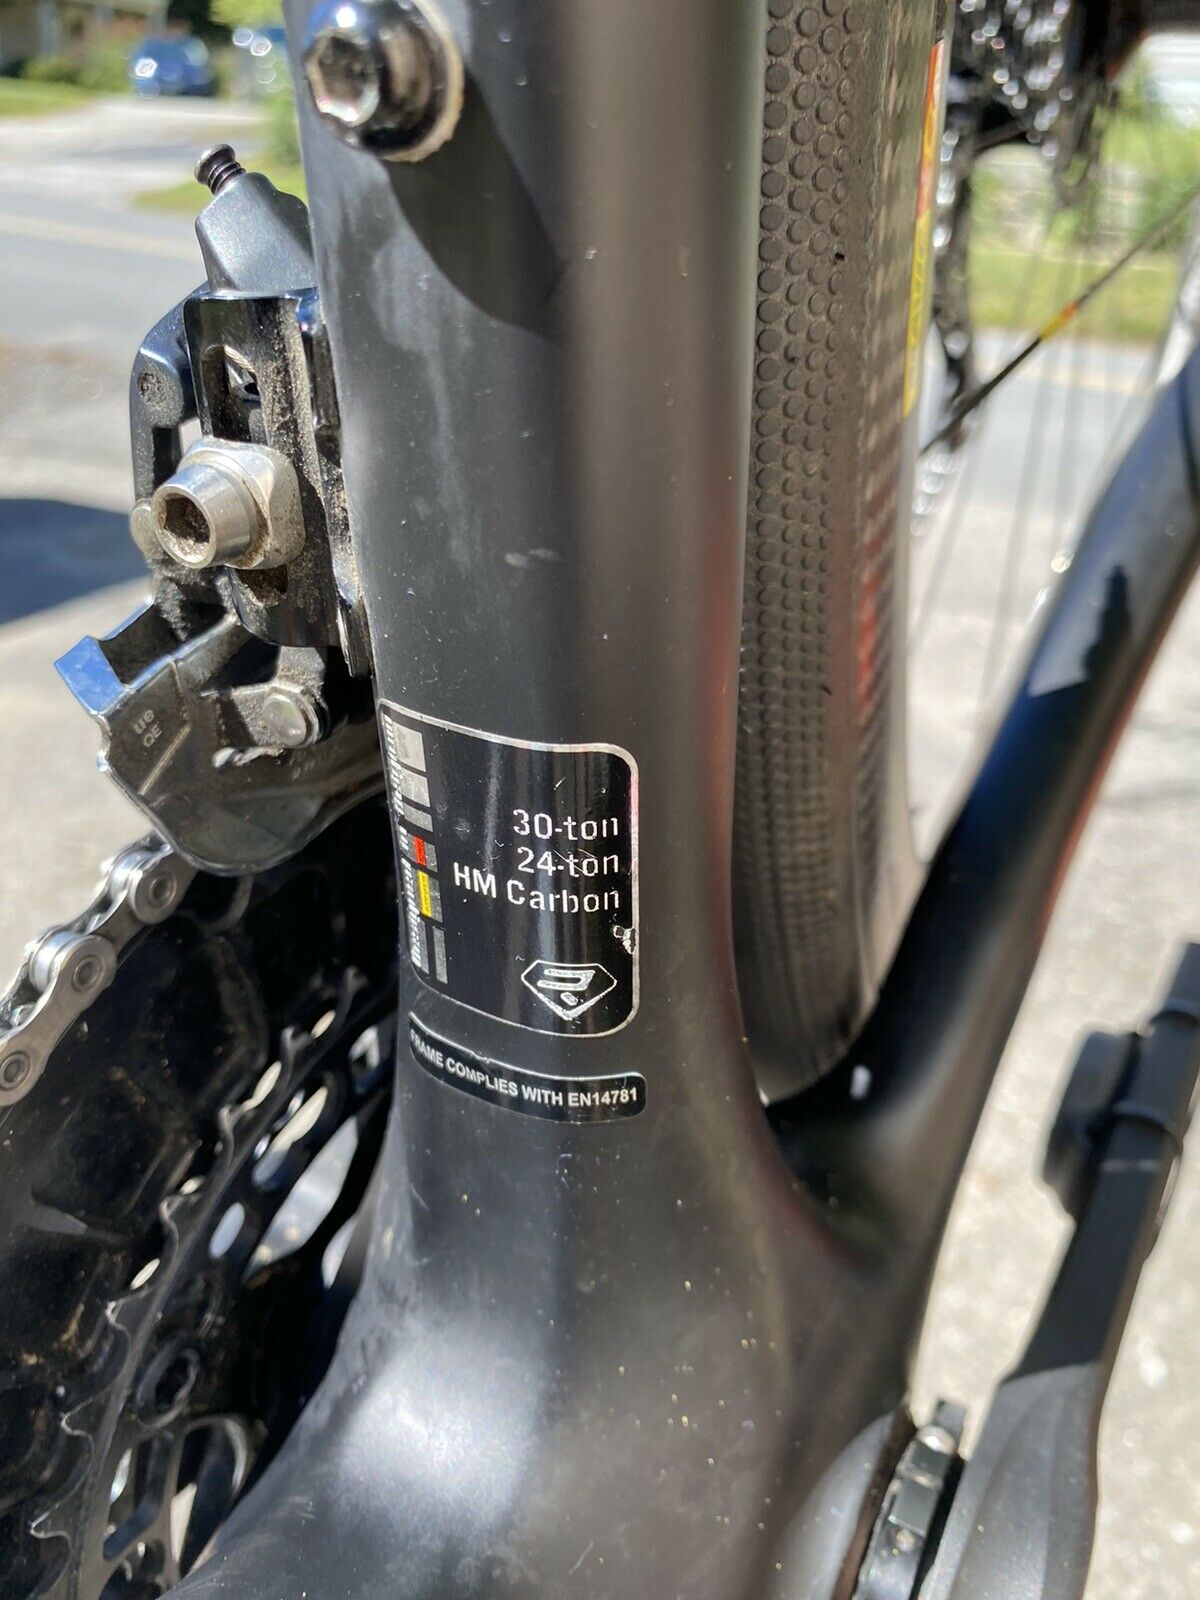 30-ton
24-ton
HM Carbon
FRAME COMPLIES WITH EN14781